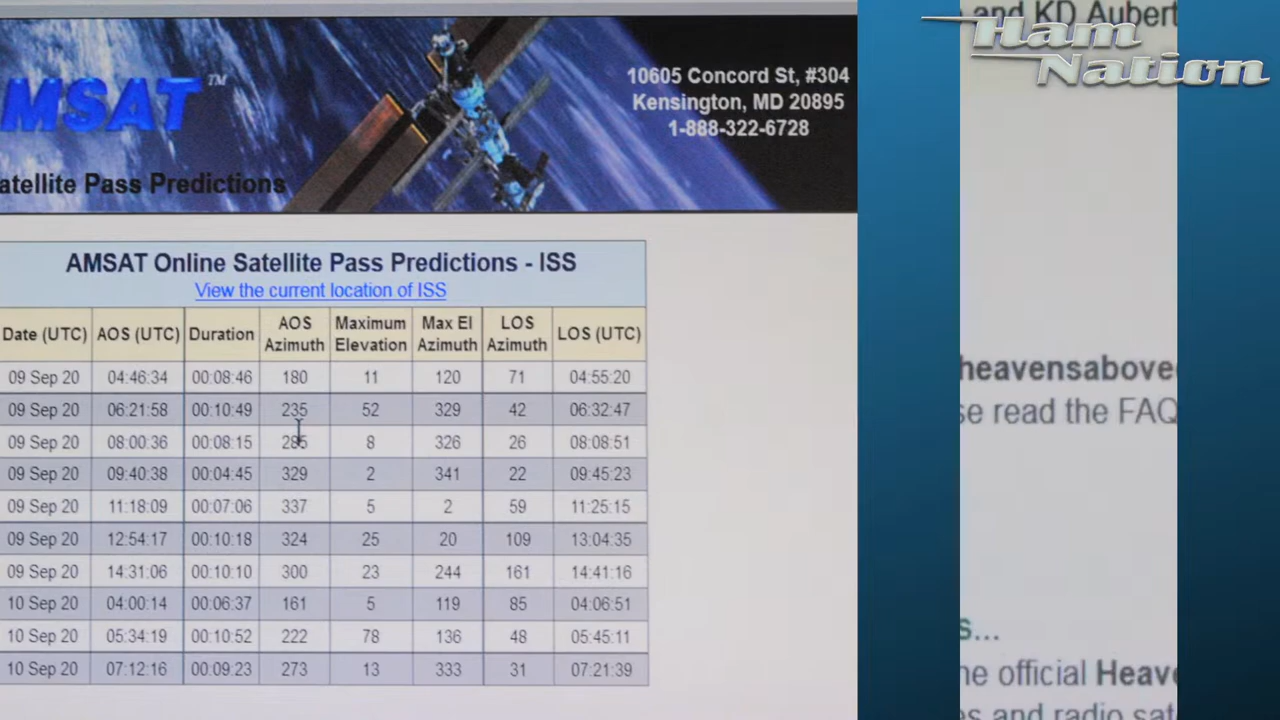 MSAT™
atellite Pass Predictions
10605 Concord St, #304
Kensington, MD 20895
1-888-322-6728
AMSAT Online Satellite Pass Predictions - ISS
View the current location of ISS
Date (UTC) AOS (UTC) Duration AOS Azimuth Maximum Elevation Max El Azimuth LOS Azimuth LOS (UTC)
09 Sep 20 04:46:34 00:08:46 180 11 120 71 04:55:20
09 Sep 20 06:21:58 00:10:49 235 52 329 42 06:32:47
09 Sep 20 08:00:36 00:08:15 285 8 326 26 08:08:51
09 Sep 20 09:40:38 00:04:45 329 2 341 22 09:45:23
09 Sep 20 11:18:09 00:07:06 337 5 2 59 11:25:15
09 Sep 20 12:54:17 00:10:18 324 25 20 109 13:04:35
09 Sep 20 14:31:06 00:10:10 300 23 244 161 14:41:16
10 Sep 20 04:00:14 00:06:37 161 5 119 85 04:06:51
10 Sep 20 05:34:19 00:10:52 222 78 136 48 05:45:11
10 Sep 20 07:12:16 00:09:23 273 13 333 31 07:21:39
and KD Aubert
Ham
Nation
heavensabove
se read the FAQ
s...
he official Heav
es and radio sat